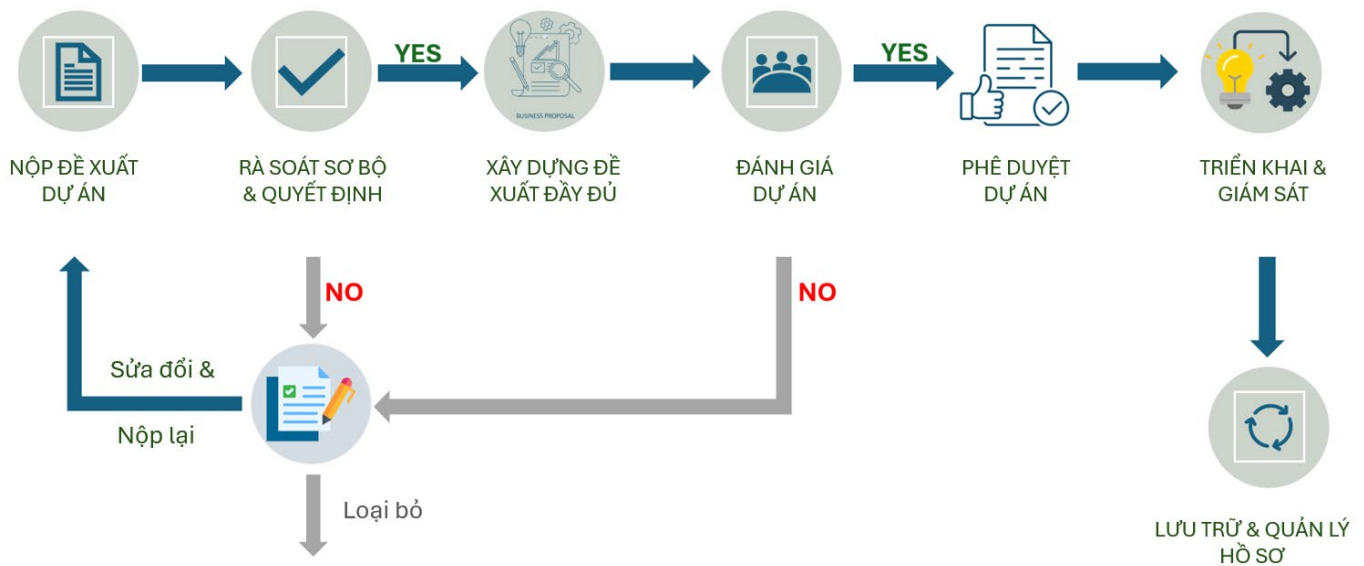 YES
YES
BUSINESS PROPOSAL
NỘP ĐỀ XUẤT
DỰ ÁN
RÀ SOÁT SƠ BỘ
& QUYẾT ĐỊNH
XÂY DỰNG ĐỀ
XUẤT ĐẦY ĐỦ
ĐÁNH GIÁ
DỰ ÁN
PHÊ DUYỆT
DỰ ÁN
TRIỂN KHAI &
GIÁM SÁT
NO
NO
Sửa đổi &
Nộp lại
Loại bỏ
LƯU TRỮ & QUẢN LÝ
HỒ SƠ